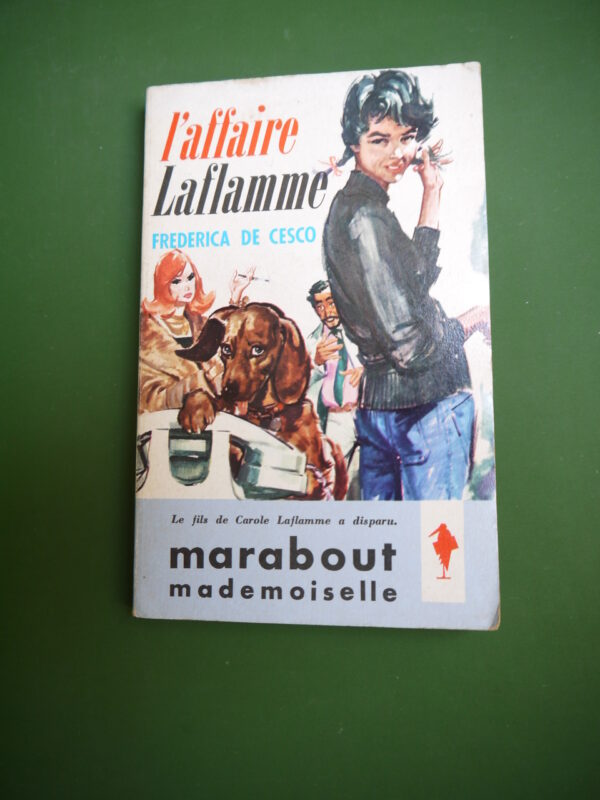 l'affaire
Laflamme
FREDERICA DE CESCO
Le fils de Carole Laflamme a disparu.
marabout
mademoiselle